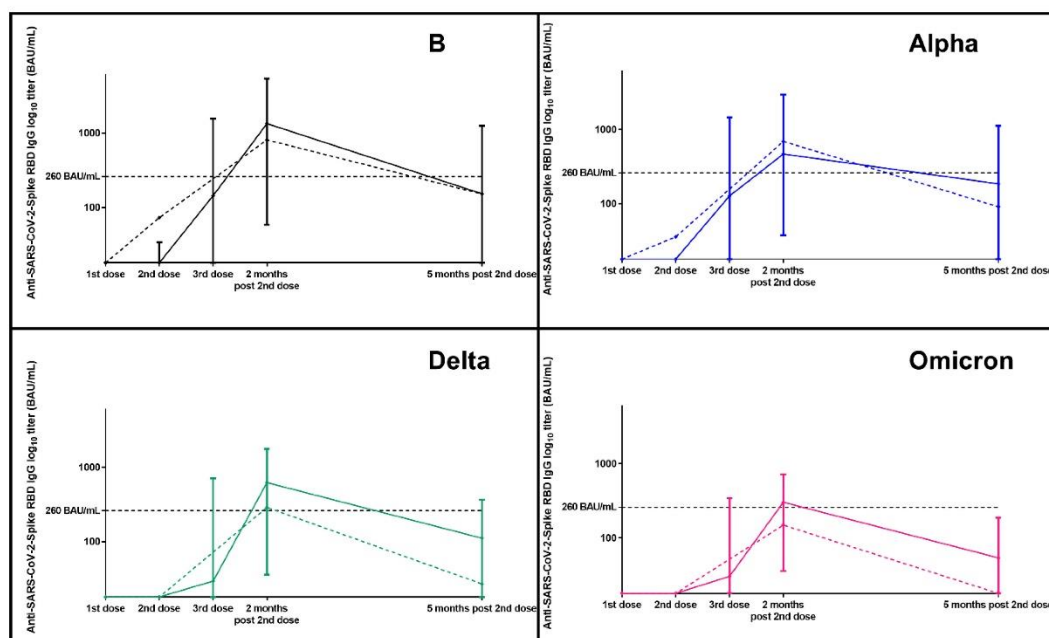 B
Anti-SARS-CoV-2-Spike RBD IgG log10 titer (BAU/mL)
1000
260 BAU/mL
100
1st dose
2nd dose
3rd dose
2 months
post 2nd dose
5 months post 2nd dose
Alpha
Anti-SARS-CoV-2-Spike RBD IgG log10 titer (BAU/mL)
1000
260 BAU/mL
100
1st dose
2nd dose
3rd dose
2 months
post 2nd dose
5 months post 2nd dose
Delta
Anti-SARS-CoV-2-Spike RBD IgG log10 titer (BAU/mL)
1000
260 BAU/mL
100
1st dose
2nd dose
3rd dose
2 months
post 2nd dose
5 months post 2nd dose
Omicron
Anti-SARS-CoV-2-Spike RBD IgG log10 titer (BAU/mL)
1000
260 BAU/mL
100
1st dose
2nd dose
3rd dose
2 months
post 2nd dose
5 months post 2nd dose